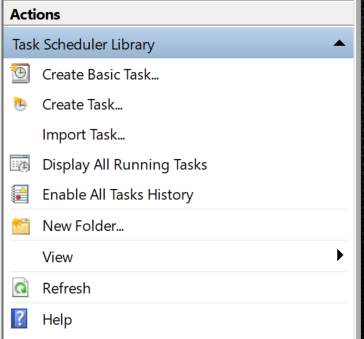 Actions
Task Scheduler Library
Create Basic Task...
Create Task...
Import Task...
Display All Running Tasks
Enable All Tasks History
New Folder...
View
Refresh
Help